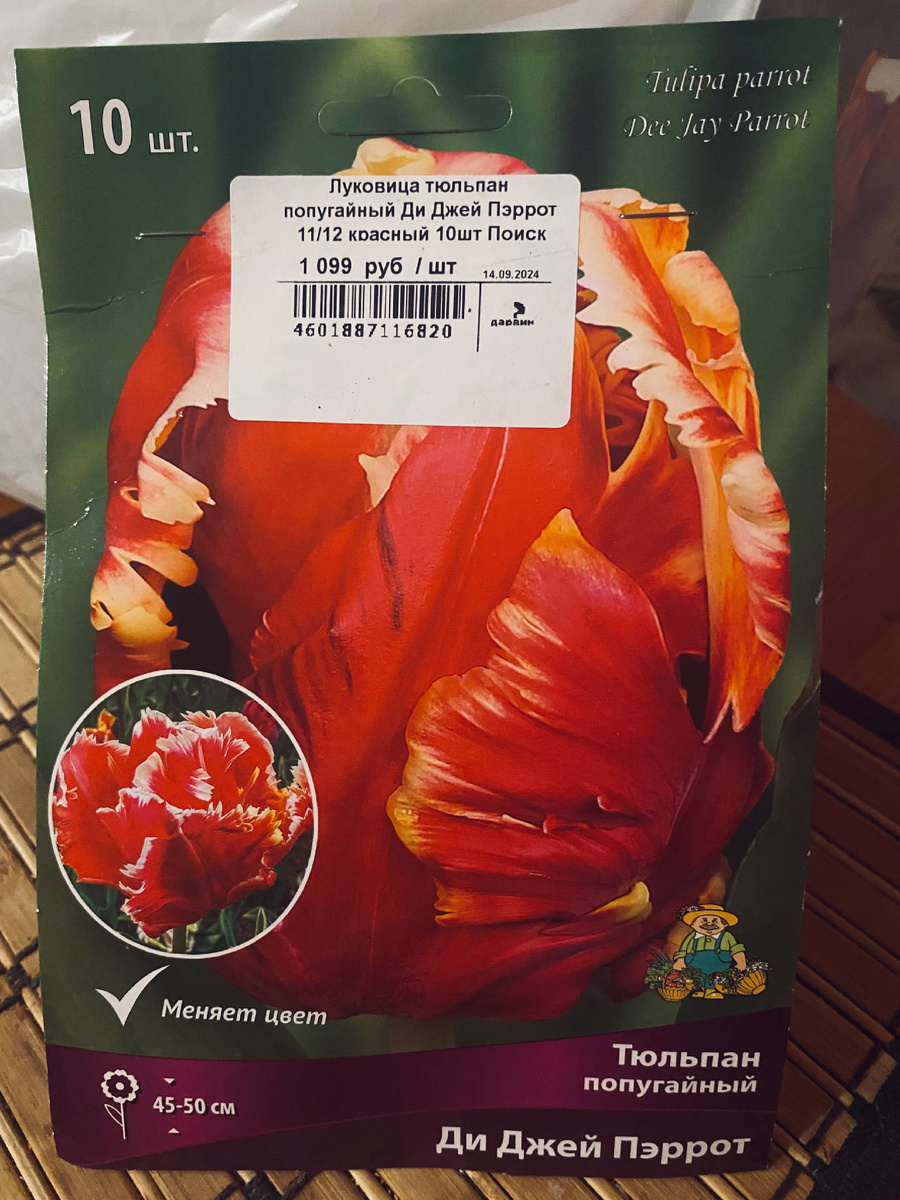 Tulipa parrot
Dee Jay Parrot
10 шт.
Луковица тюльпан
попугайный Ди Джей Пэррот
11/12 красный 10шт Поиск
1 099 руб / шт
14.09.2024
4601887116820
дарвин
Меняет цвет
45-50 см
Тюльпан
попугайный
Ди Джей Пэррот